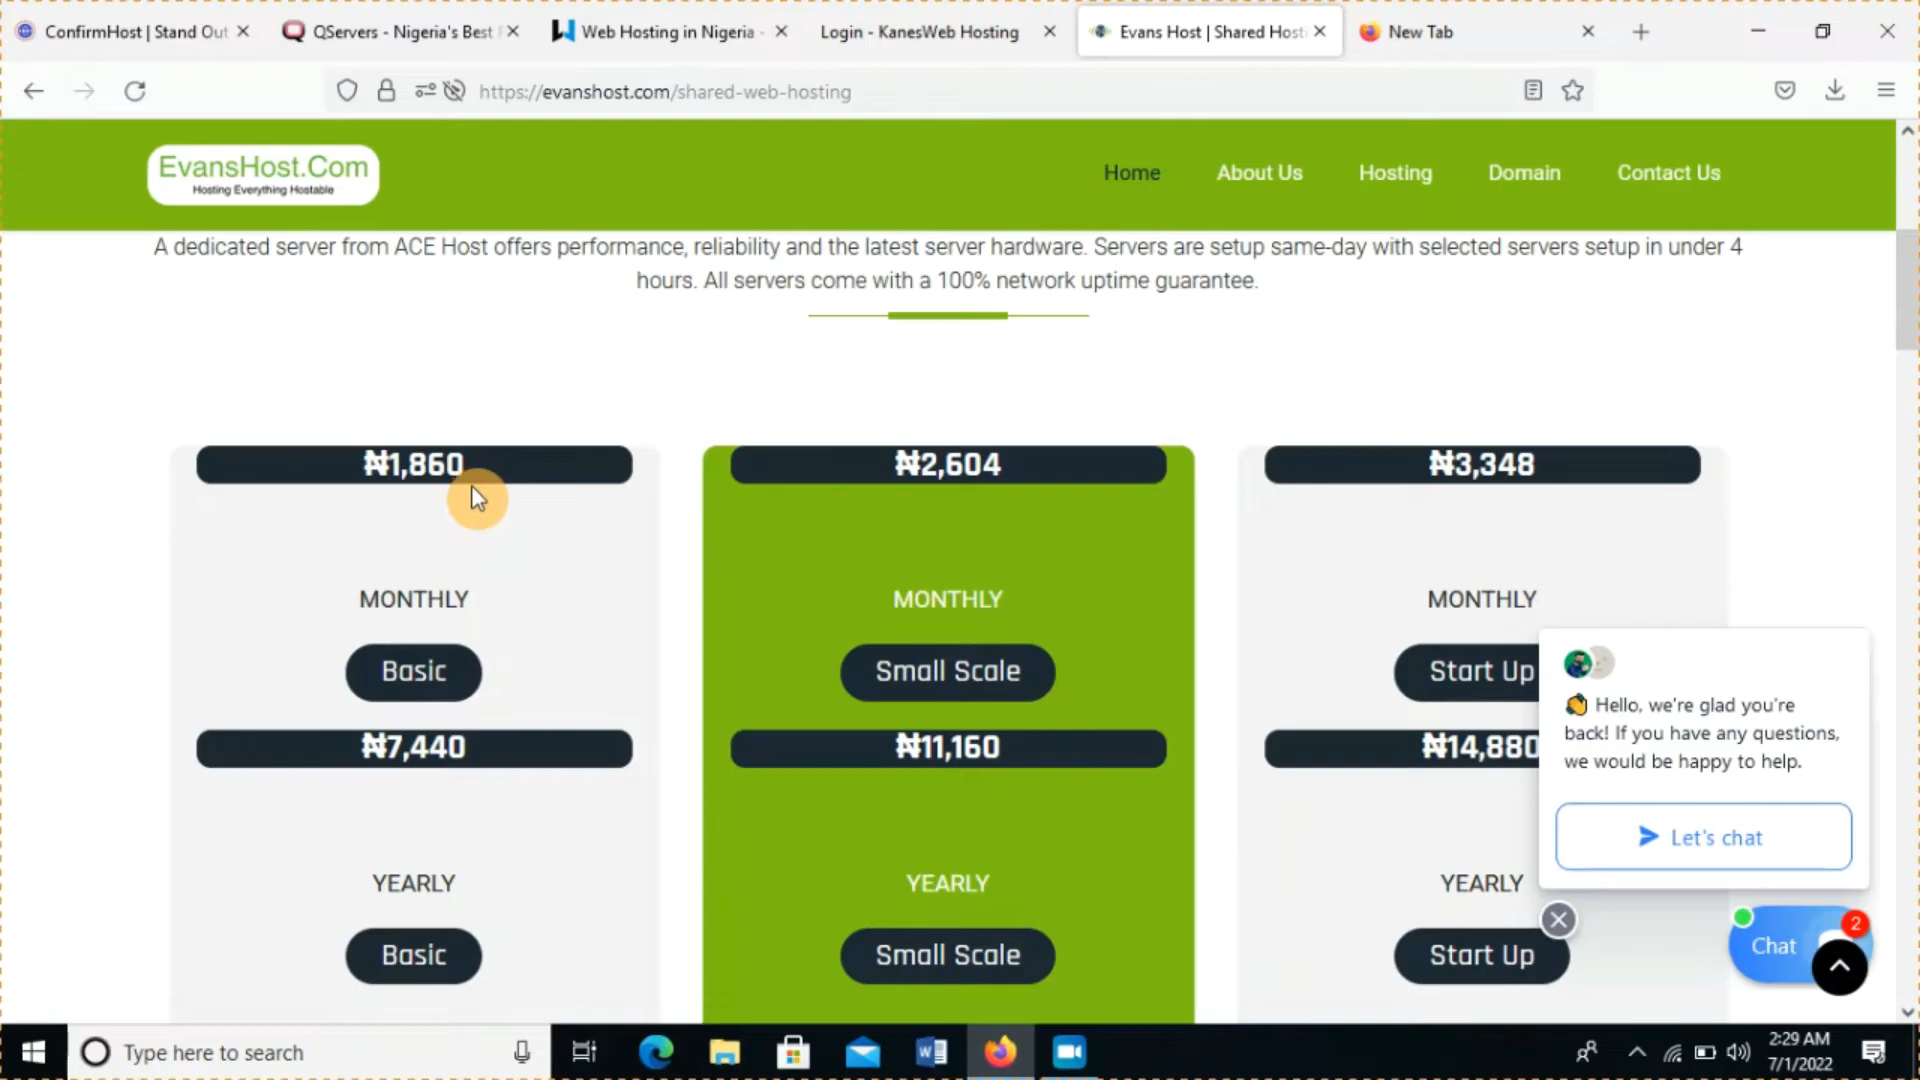 ConfirmHost | Stand Out
QServers - Nigeria's Best
Web Hosting in Nigeria -
Login - KanesWeb Hosting
Evans Host | Shared Host
New Tab
https://evanshost.com/shared-web-hosting
EvansHost.Com
Hosting Everything Hostable
Home
About Us
Hosting
Domain
Contact Us
A dedicated server from ACE Host offers performance, reliability and the latest server hardware. Servers are setup same-day with selected servers setup in under 4
hours. All servers come with a 100% network uptime guarantee.
₦1,860
₦2,604
₦3,348
MONTHLY
MONTHLY
MONTHLY
Basic
Small Scale
Start Up
₦7,440
₦11,160
₦14,880
YEARLY
YEARLY
YEARLY
Basic
Small Scale
Start Up
👋 Hello, we're glad you're
back! If you have any questions,
we would be happy to help.
Let's chat
2
Chat
Type here to search
2:29 AM
7/1/2022